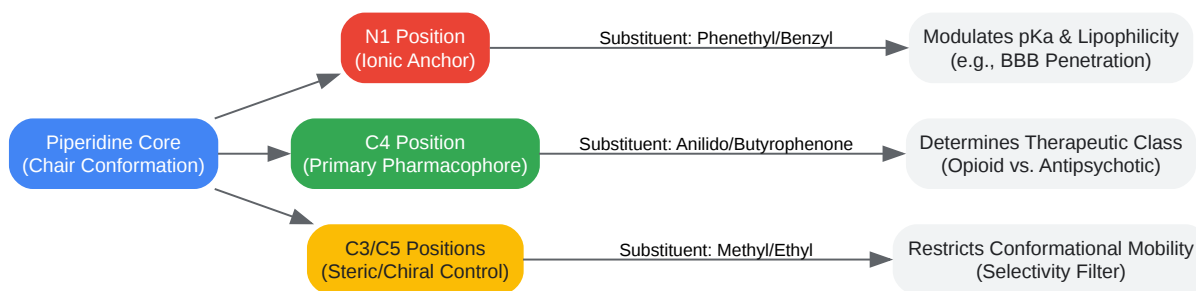 N1 Position
(Ionic Anchor)
Substituent: Phenethyl/Benzyl
Modulates pKa & Lipophilicity
(e.g., BBB Penetration)
Piperidine Core
(Chair Conformation)
C4 Position
(Primary Pharmacophore)
Substituent: Anilido/Butyrophenone
Determines Therapeutic Class
(Opioid vs. Antipsychotic)
C3/C5 Positions
(Steric/Chiral Control)
Substituent: Methyl/Ethyl
Restricts Conformational Mobility
(Selectivity Filter)